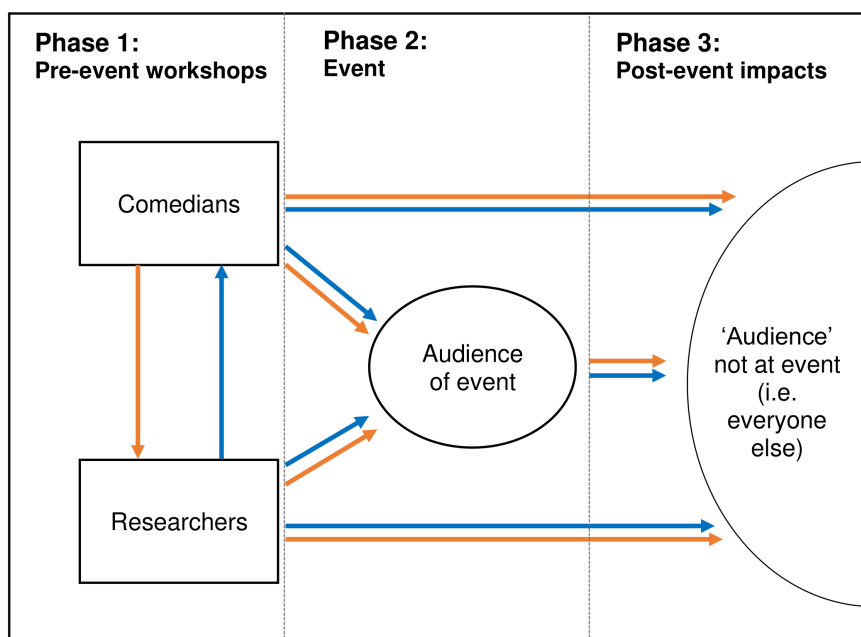 Phase 1:
Pre-event workshops
Phase 2:
Event
Phase 3:
Post-event impacts
Comedians
Audience
of event
‘Audience’
not at event
(i.e.
everyone
else)
Researchers